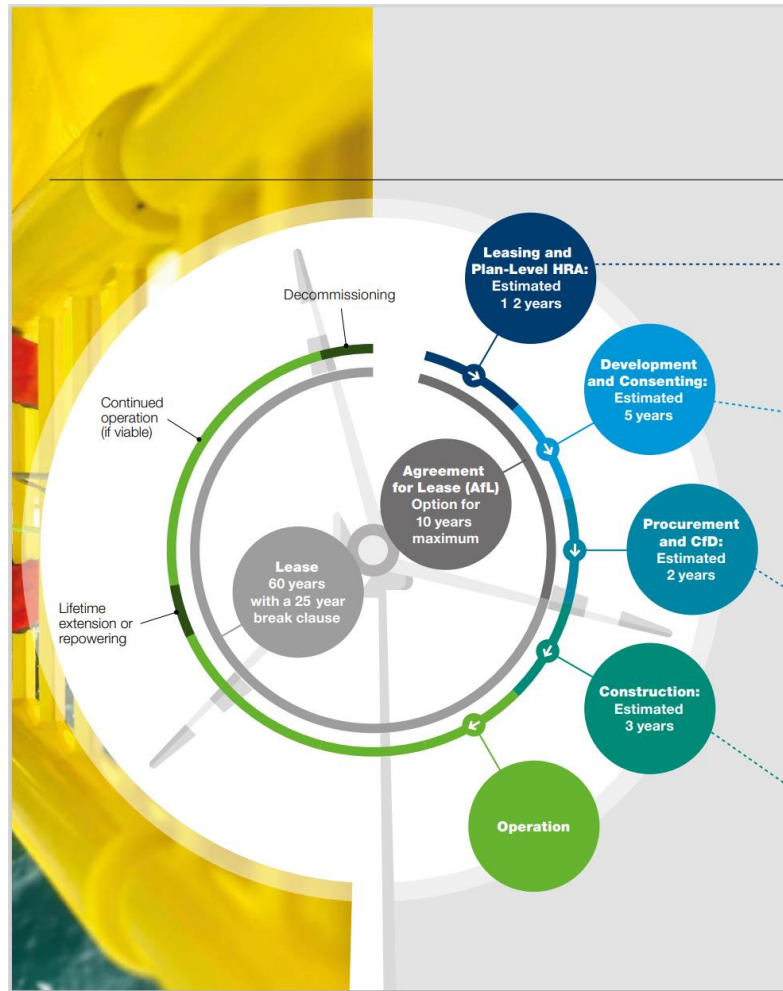 Leasing and
Plan-Level HRA:
Estimated
1 2 years
Development
and Consenting:
Estimated
5 years
Procurement
and CfD:
Estimated
2 years
Construction:
Estimated
3 years
Operation
Agreement
for Lease (AfL)
Option for
10 years
maximum
Lease
60 years
with a 25 year
break clause
Lifetime
extension or
repowering
Continued
operation
(if viable)
Decommissioning